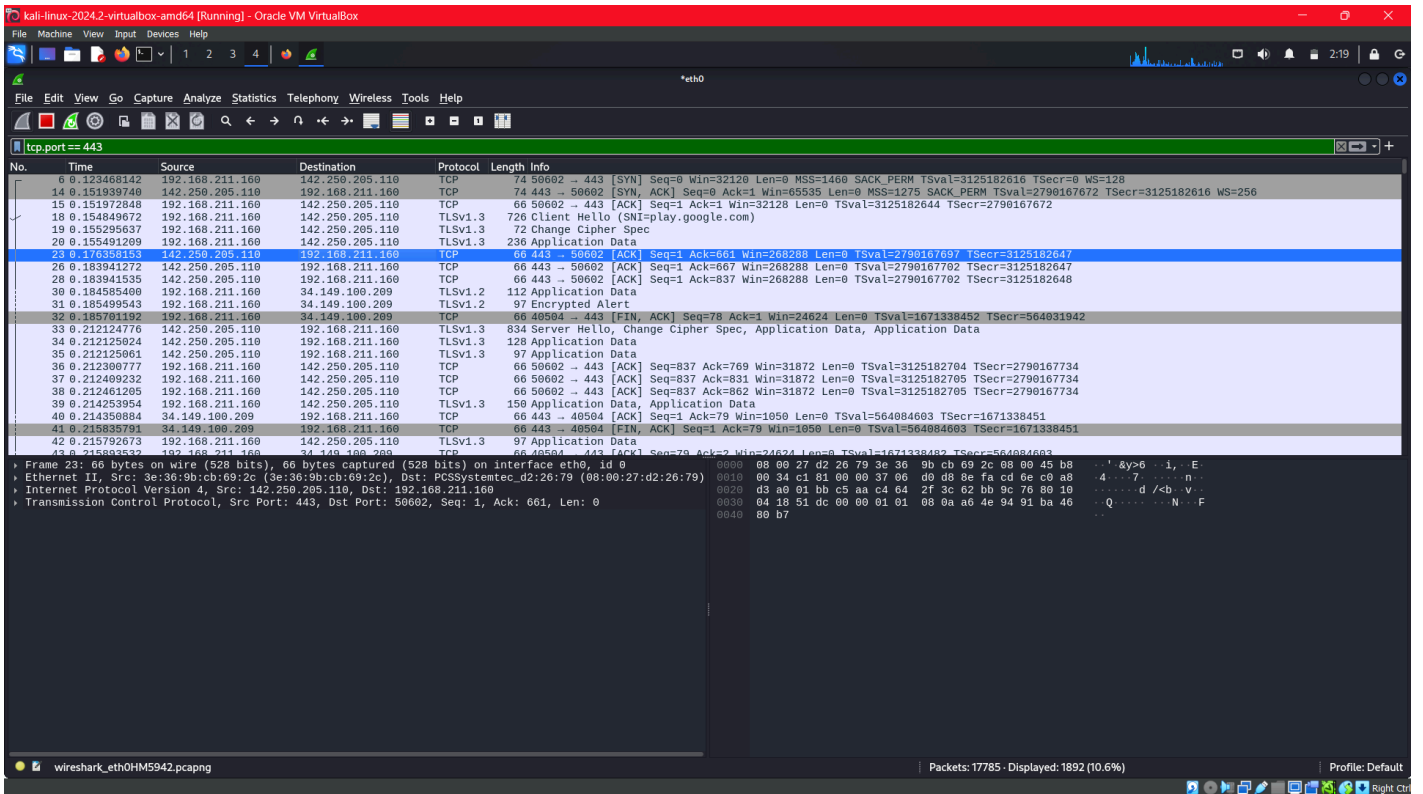 kali-linux-2024.2-virtualbox-amd64 [Running] - Oracle VM VirtualBox
File Machine View Input Devices Help
1 2 3 4 2:19
*eth0
File Edit View Go Capture Analyze Statistics Telephony Wireless Tools Help
tcp.port == 443
No. Time Source Destination Protocol Length Info
6 0.123468142 192.168.211.160 142.250.205.110 TCP 74 50602 → 443 [SYN] Seq=0 Win=32120 Len=0 MSS=1460 SACK_PERM TSval=3125182616 TSecr=0 WS=128
14 0.151939740 142.250.205.110 192.168.211.160 TCP 74 443 → 50602 [SYN, ACK] Seq=0 Ack=1 Win=65535 Len=0 MSS=1275 SACK_PERM TSval=2790167672 TSecr=3125182616 WS=256
15 0.151972848 192.168.211.160 142.250.205.110 TCP 66 50602 → 443 [ACK] Seq=1 Ack=1 Win=32128 Len=0 TSval=3125182644 TSecr=2790167672
18 0.154849672 192.168.211.160 142.250.205.110 TLSv1.3 726 Client Hello (SNI=play.google.com)
19 0.155295637 192.168.211.160 142.250.205.110 TLSv1.3 72 Change Cipher Spec
20 0.155491209 192.168.211.160 142.250.205.110 TLSv1.3 236 Application Data
23 0.176358153 142.250.205.110 192.168.211.160 TCP 66 443 → 50602 [ACK] Seq=1 Ack=661 Win=268288 Len=0 TSval=2790167697 TSecr=3125182647
26 0.183941272 142.250.205.110 192.168.211.160 TCP 66 443 → 50602 [ACK] Seq=1 Ack=667 Win=268288 Len=0 TSval=2790167702 TSecr=3125182647
28 0.183941535 142.250.205.110 192.168.211.160 TCP 66 443 → 50602 [ACK] Seq=1 Ack=837 Win=268288 Len=0 TSval=2790167702 TSecr=3125182648
30 0.184585400 192.168.211.160 34.149.100.209 TLSv1.2 112 Application Data
31 0.185499543 192.168.211.160 34.149.100.209 TLSv1.2 97 Encrypted Alert
32 0.185701192 192.168.211.160 34.149.100.209 TCP 66 40504 → 443 [FIN, ACK] Seq=78 Ack=1 Win=24624 Len=0 TSval=1671338452 TSecr=564031942
33 0.212124776 142.250.205.110 192.168.211.160 TLSv1.3 834 Server Hello, Change Cipher Spec, Application Data, Application Data
34 0.212125024 142.250.205.110 192.168.211.160 TLSv1.3 128 Application Data
35 0.212125061 142.250.205.110 192.168.211.160 TLSv1.3 97 Application Data
36 0.212300777 192.168.211.160 142.250.205.110 TCP 66 50602 → 443 [ACK] Seq=837 Ack=769 Win=31872 Len=0 TSval=3125182704 TSecr=2790167734
37 0.212409232 192.168.211.160 142.250.205.110 TCP 66 50602 → 443 [ACK] Seq=837 Ack=831 Win=31872 Len=0 TSval=3125182705 TSecr=2790167734
38 0.212461205 192.168.211.160 142.250.205.110 TCP 66 50602 → 443 [ACK] Seq=837 Ack=862 Win=31872 Len=0 TSval=3125182705 TSecr=2790167734
39 0.214253954 192.168.211.160 142.250.205.110 TLSv1.3 150 Application Data, Application Data
40 0.214350884 34.149.100.209 192.168.211.160 TCP 66 443 → 40504 [ACK] Seq=1 Ack=79 Win=1050 Len=0 TSval=564084603 TSecr=1671338451
41 0.215835791 34.149.100.209 192.168.211.160 TCP 66 443 → 40504 [FIN, ACK] Seq=1 Ack=79 Win=1050 Len=0 TSval=564084603 TSecr=1671338451
42 0.215792673 192.168.211.160 142.250.205.110 TLSv1.3 97 Application Data
43 0.215893532 192.168.211.160 34.149.100.209 TCP 66 40504 → 443 [ACK] Seq=79 Ack=2 Win=24624 Len=0 TSval=1671338482 TSecr=564084603
Frame 23: 66 bytes on wire (528 bits), 66 bytes captured (528 bits) on interface eth0, id 0
Ethernet II, Src: 3e:36:9b:cb:69:2c (3e:36:9b:cb:69:2c), Dst: PCSSystemtec_d2:26:79 (08:00:27:d2:26:79)
Internet Protocol Version 4, Src: 142.250.205.110, Dst: 192.168.211.160
Transmission Control Protocol, Src Port: 443, Dst Port: 50602, Seq: 1, Ack: 661, Len: 0
0000 08 00 27 d2 26 79 3e 36 9b cb 69 2c 08 00 45 b8 ··'·&y>6 ··i,··E·
0010 00 34 c1 81 00 00 37 06 d0 d8 8e fa cd 6e c0 a8 ·4····7· ·····n··
0020 d3 a0 01 bb c5 aa c4 64 2f 3c 62 bb 9c 76 80 10 ·······d /<b··v··
0030 04 18 51 dc 00 00 01 01 08 0a a6 4e 94 91 ba 46 ··Q····· ···N···F
0040 80 b7 ··
wireshark_eth0HM5942.pcapng Packets: 17785 · Displayed: 1892 (10.6%) Profile: Default
Right Ctrl